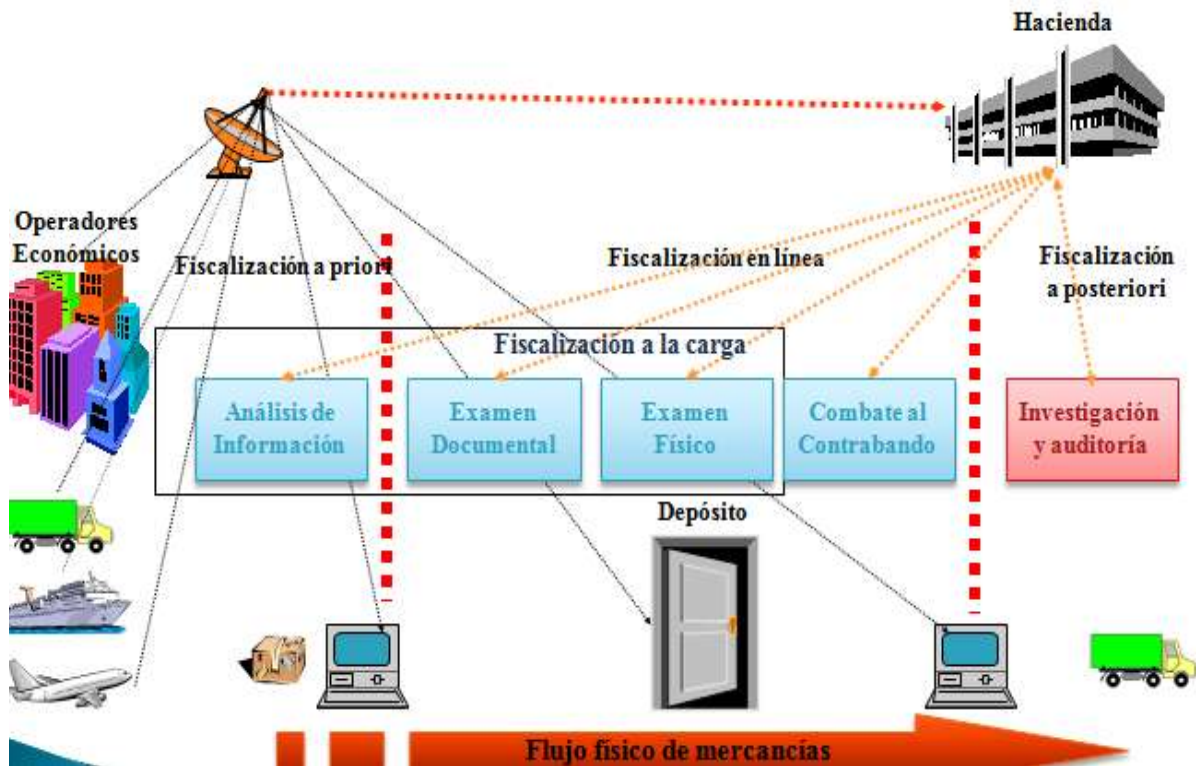 Hacienda
Operadores
Económicos
Fiscalización a priori
Fiscalización en línea
Fiscalización
a posteriori
Fiscalización a la carga
Análisis de
Información
Examen
Documental
Examen
Físico
Combate al
Contrabando
Investigación
y auditoría
Depósito
Flujo físico de mercancías